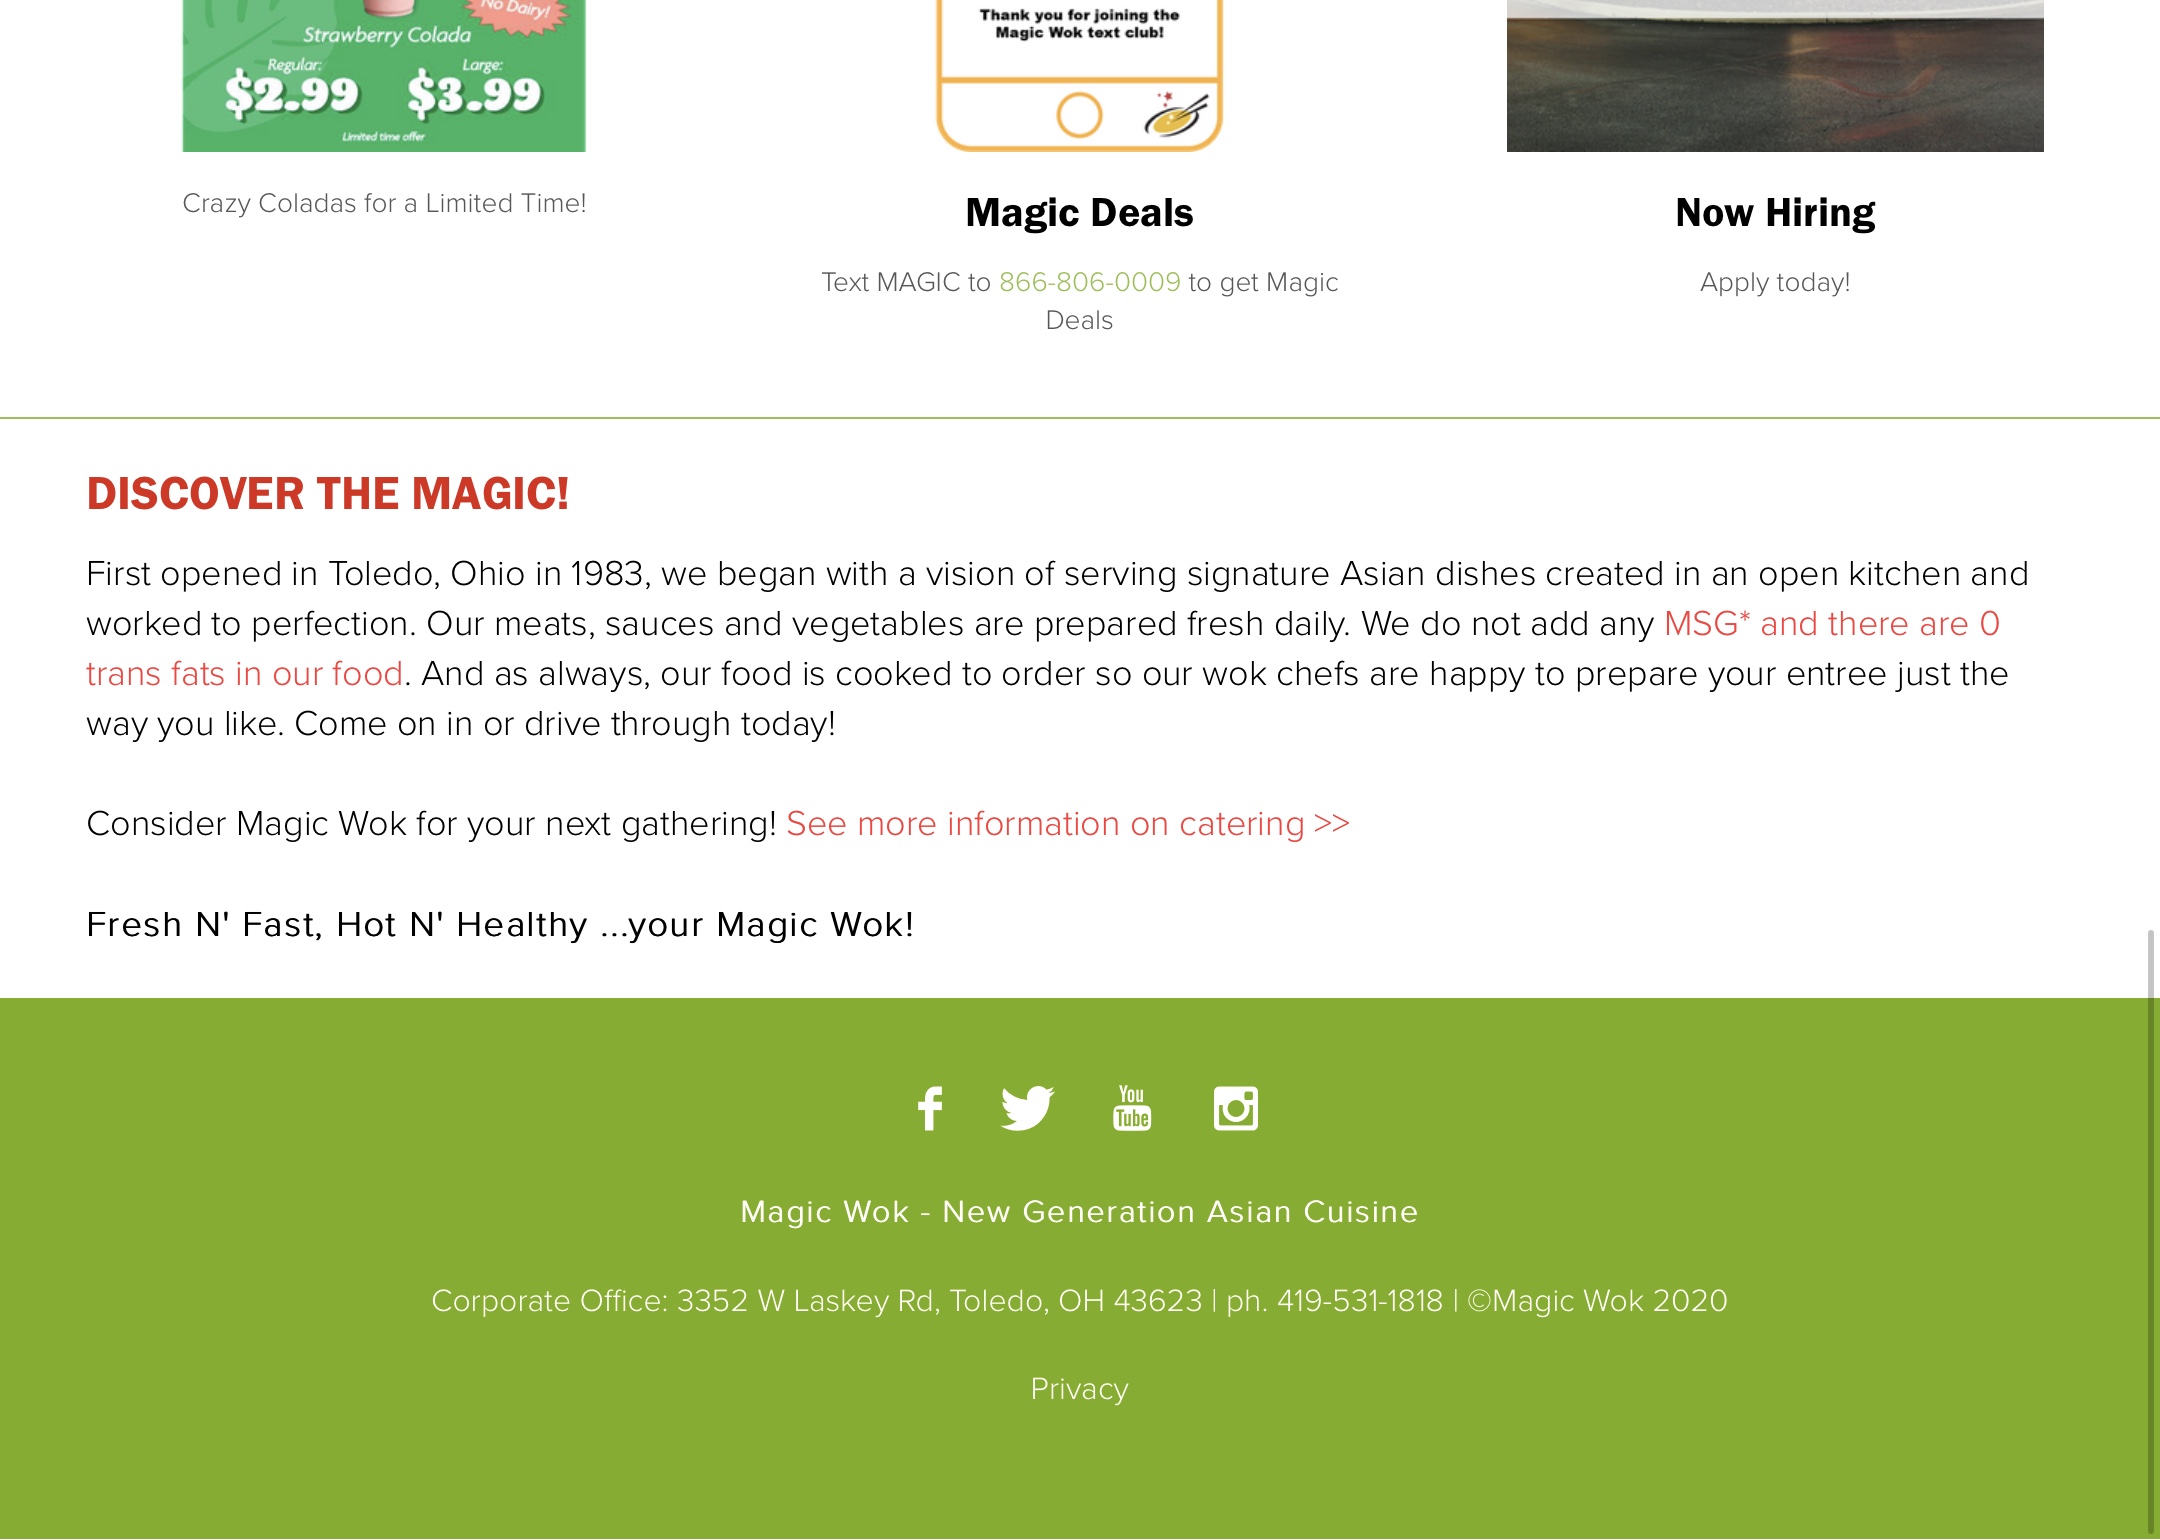 No Dairy!
Strawberry Colada
Regular: Large:
$2.99 $3.99
Limited time offer
Crazy Coladas for a Limited Time!
Thank you for joining the
Magic Wok text club!
Magic Deals
Text MAGIC to 866-806-0009 to get Magic
Deals
Now Hiring
Apply today!
DISCOVER THE MAGIC!
First opened in Toledo, Ohio in 1983, we began with a vision of serving signature Asian dishes created in an open kitchen and
worked to perfection. Our meats, sauces and vegetables are prepared fresh daily. We do not add any MSG* and there are 0
trans fats in our food. And as always, our food is cooked to order so our wok chefs are happy to prepare your entree just the
way you like. Come on in or drive through today!
Consider Magic Wok for your next gathering! See more information on catering >>
Fresh N' Fast, Hot N' Healthy ...your Magic Wok!
You
Tube
Magic Wok - New Generation Asian Cuisine
Corporate Office: 3352 W Laskey Rd, Toledo, OH 43623 | ph. 419-531-1818 | ©Magic Wok 2020
Privacy